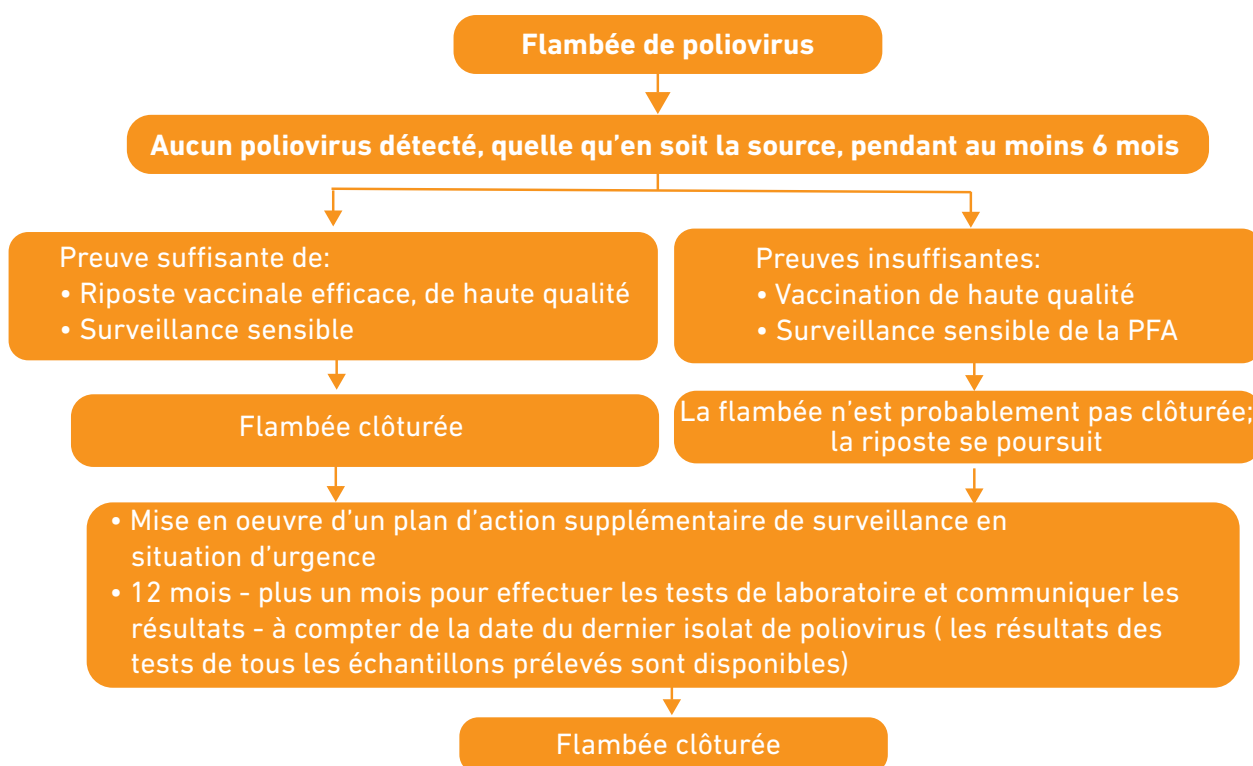 Flambée de poliovirus
Aucun poliovirus détecté, quelle qu'en soit la source, pendant au moins 6 mois
Preuve suffisante de:
• Riposte vaccinale efficace, de haute qualité
• Surveillance sensible
Preuves insuffisantes:
• Vaccination de haute qualité
• Surveillance sensible de la PFA
Flambée clôturée
La flambée n'est probablement pas clôturée;
la riposte se poursuit
• Mise en oeuvre d'un plan d'action supplémentaire de surveillance en
situation d'urgence
• 12 mois - plus un mois pour effectuer les tests de laboratoire et communiquer les
résultats - à compter de la date du dernier isolat de poliovirus ( les résultats des
tests de tous les échantillons prélevés sont disponibles)
Flambée clôturée